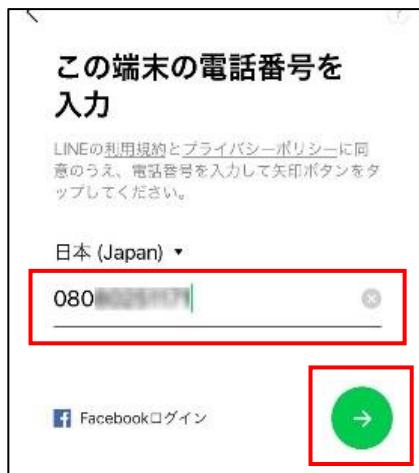 この端末の電話番号を
入力
LINEの利用規約とプライバシーポリシーに同
意のうえ、電話番号を入力して矢印ボタンをタ
ップしてください。
日本 (Japan)
080
Facebookログイン